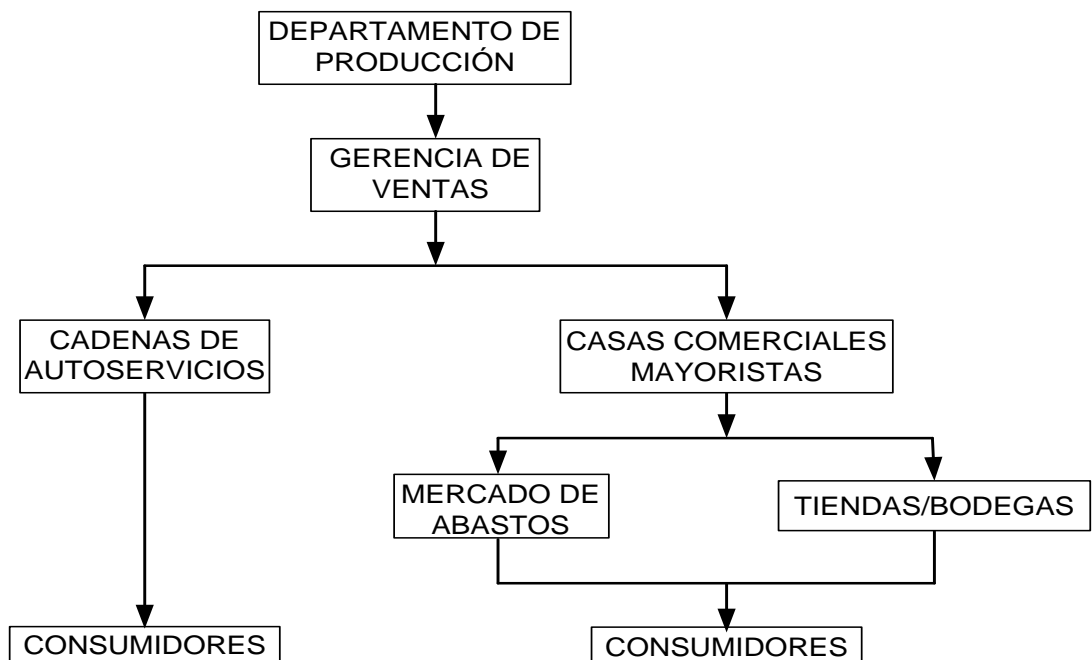 DEPARTAMENTO DE
PRODUCCIÓN
GERENCIA DE
VENTAS
CADENAS DE
AUTOSERVICIOS
CASAS COMERCIALES
MAYORISTAS
MERCADO DE
ABASTOS
TIENDAS/BODEGAS
CONSUMIDORES
CONSUMIDORES